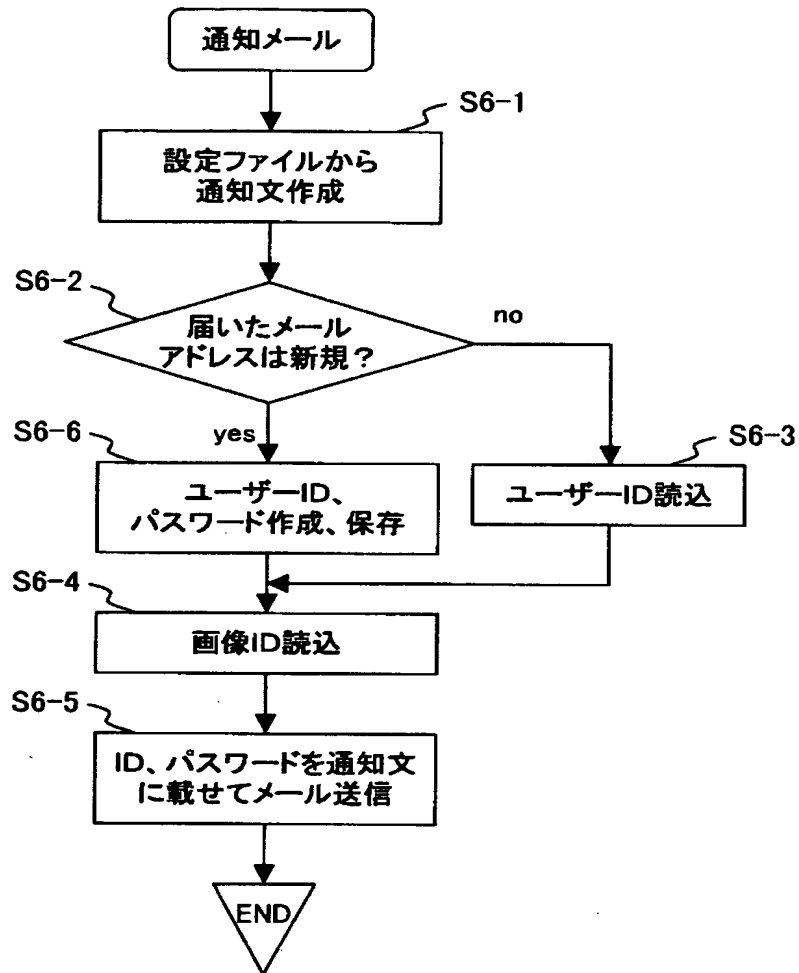 通知メール
S6-1
設定ファイルから
通知文作成
S6-2
届いたメール
アドレスは新規？
no
yes
S6-6
ユーザーID、
パスワード作成、保存
S6-3
ユーザーID読込
S6-4
画像ID読込
S6-5
ID、パスワードを通知文
に載せてメール送信
END